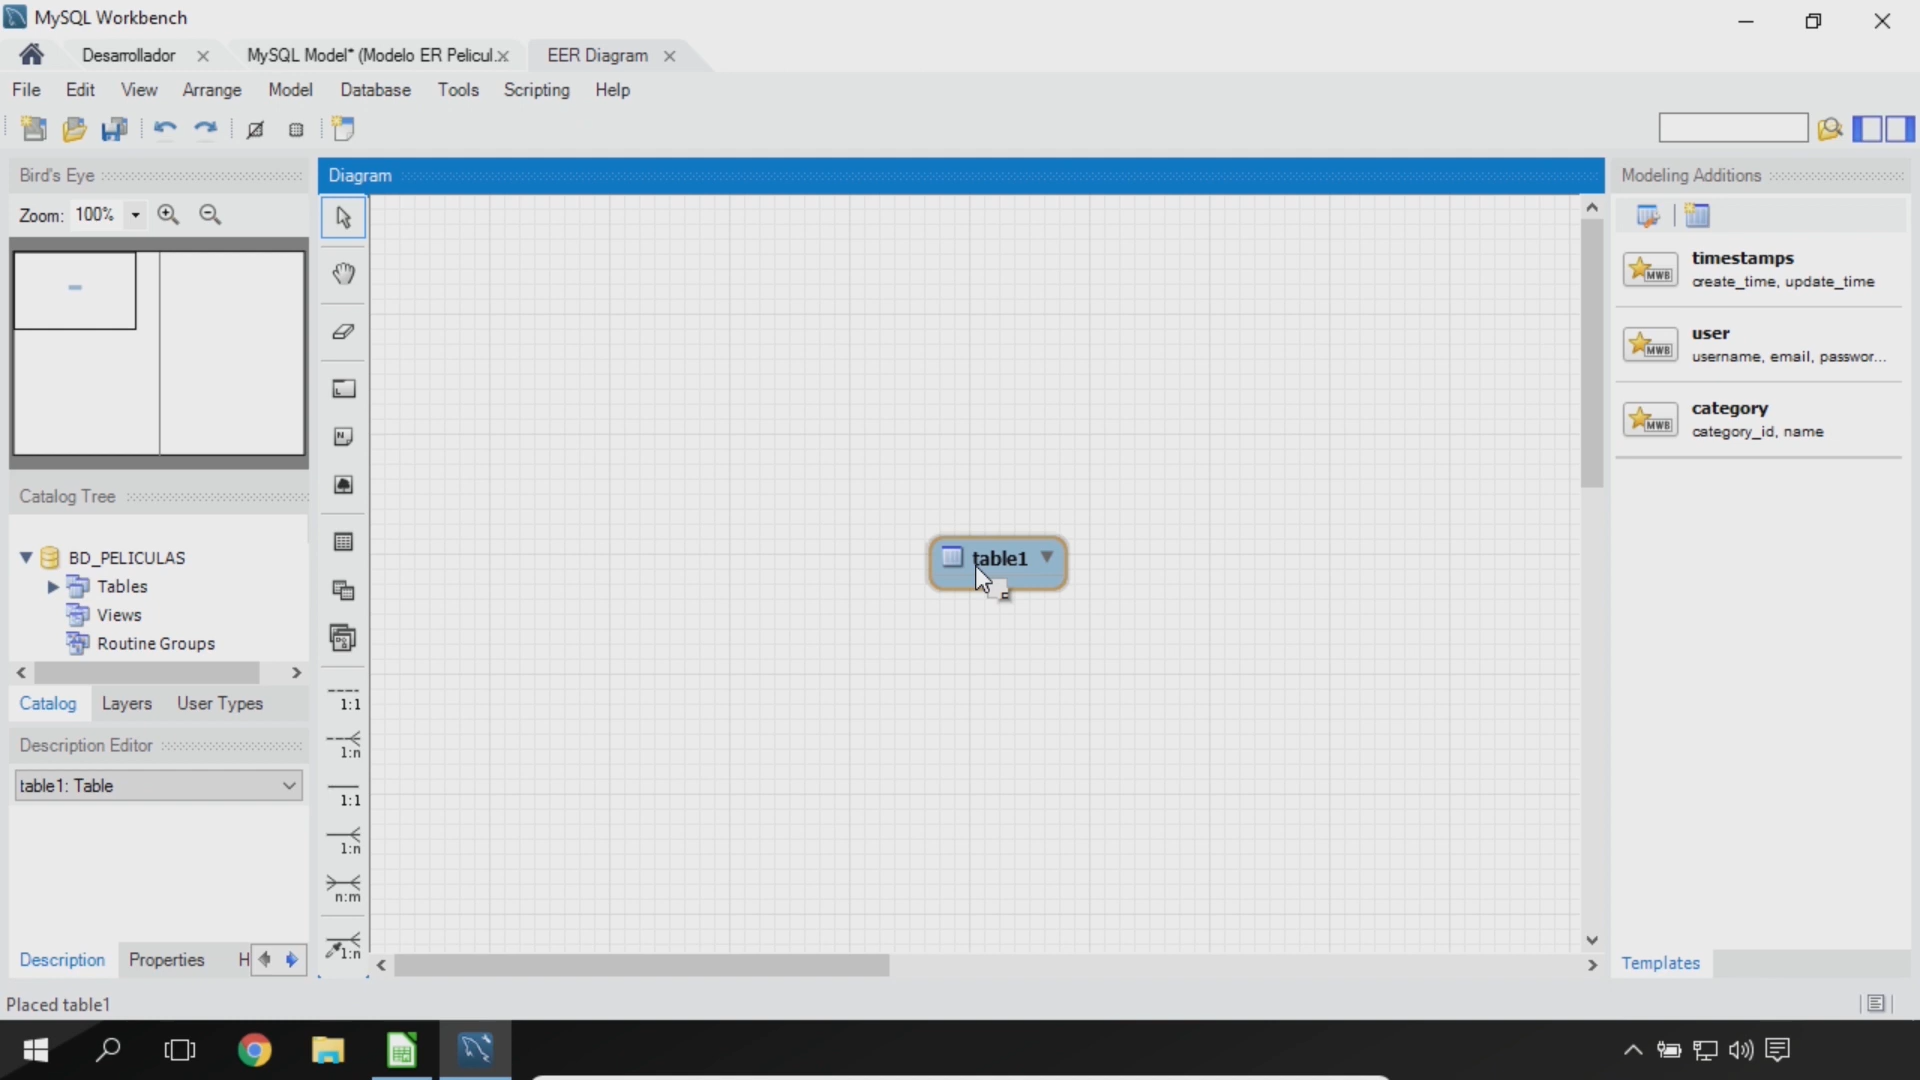 MySQL Workbench
Desarrollador
MySQL Model* (Modelo ER Pelicul.
EER Diagram
File Edit View Arrange Model Database Tools Scripting Help
Bird's Eye
Zoom: 100%
Diagram
Modeling Additions
timestamps
create_time, update_time
user
username, email, passwor...
category
category_id, name
table1
Catalog Tree
BD_PELICULAS
Tables
Views
Routine Groups
Catalog Layers User Types
Description Editor
table1: Table
Description Properties H
1:1
1:n
1:1
1:n
n:m
1:n
Templates
Placed table1